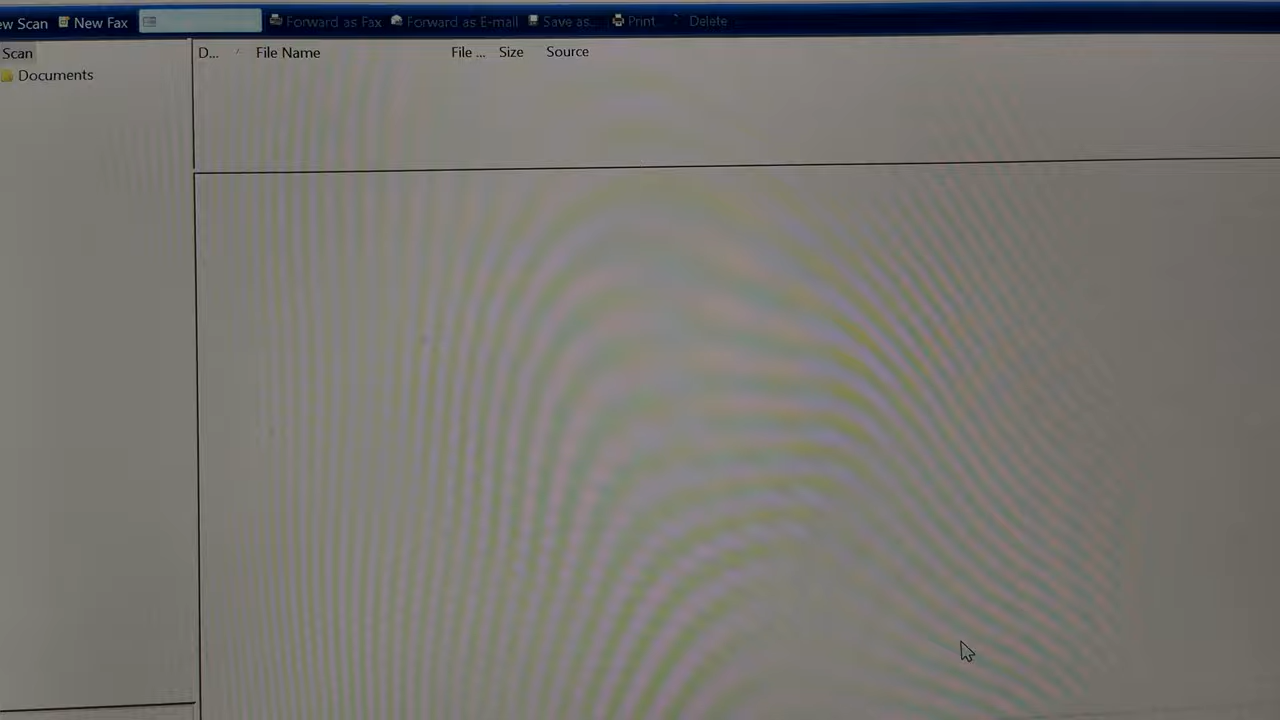 ew Scan New Fax Forward as Fax Forward as E-mail Save as... Print... Delete
Scan
Documents
D... File Name File ... Size Source